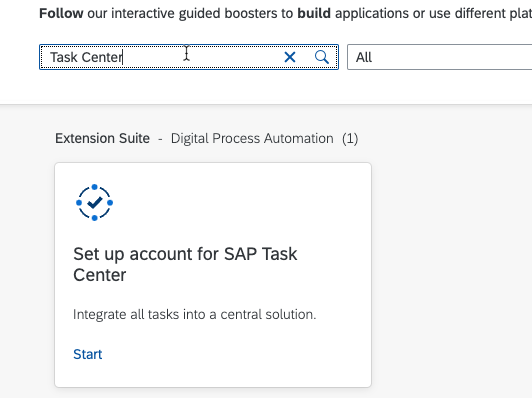 Follow our interactive guided boosters to build applications or use different
Task Center
All
Extension Suite - Digital Process Automation (1)
Set up account for SAP Task
Center
Integrate all tasks into a central solution.
Start